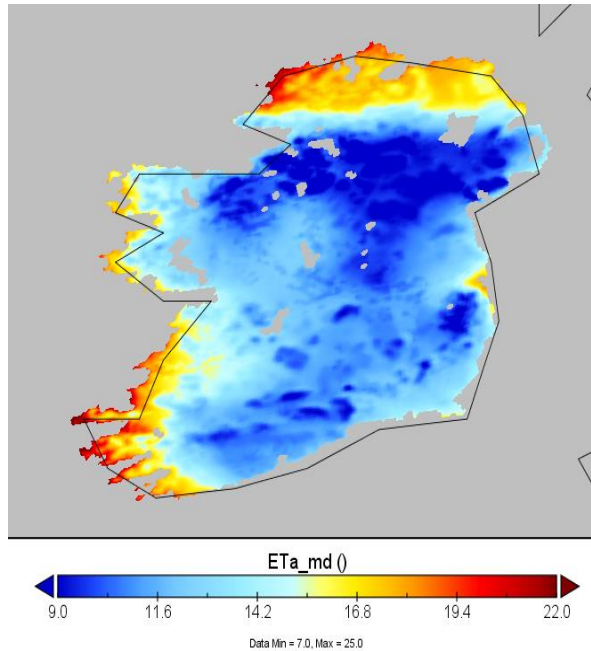 ETa_md ()
9.0 11.6 14.2 16.8 19.4 22.0
Data Min = 7.0, Max = 25.0